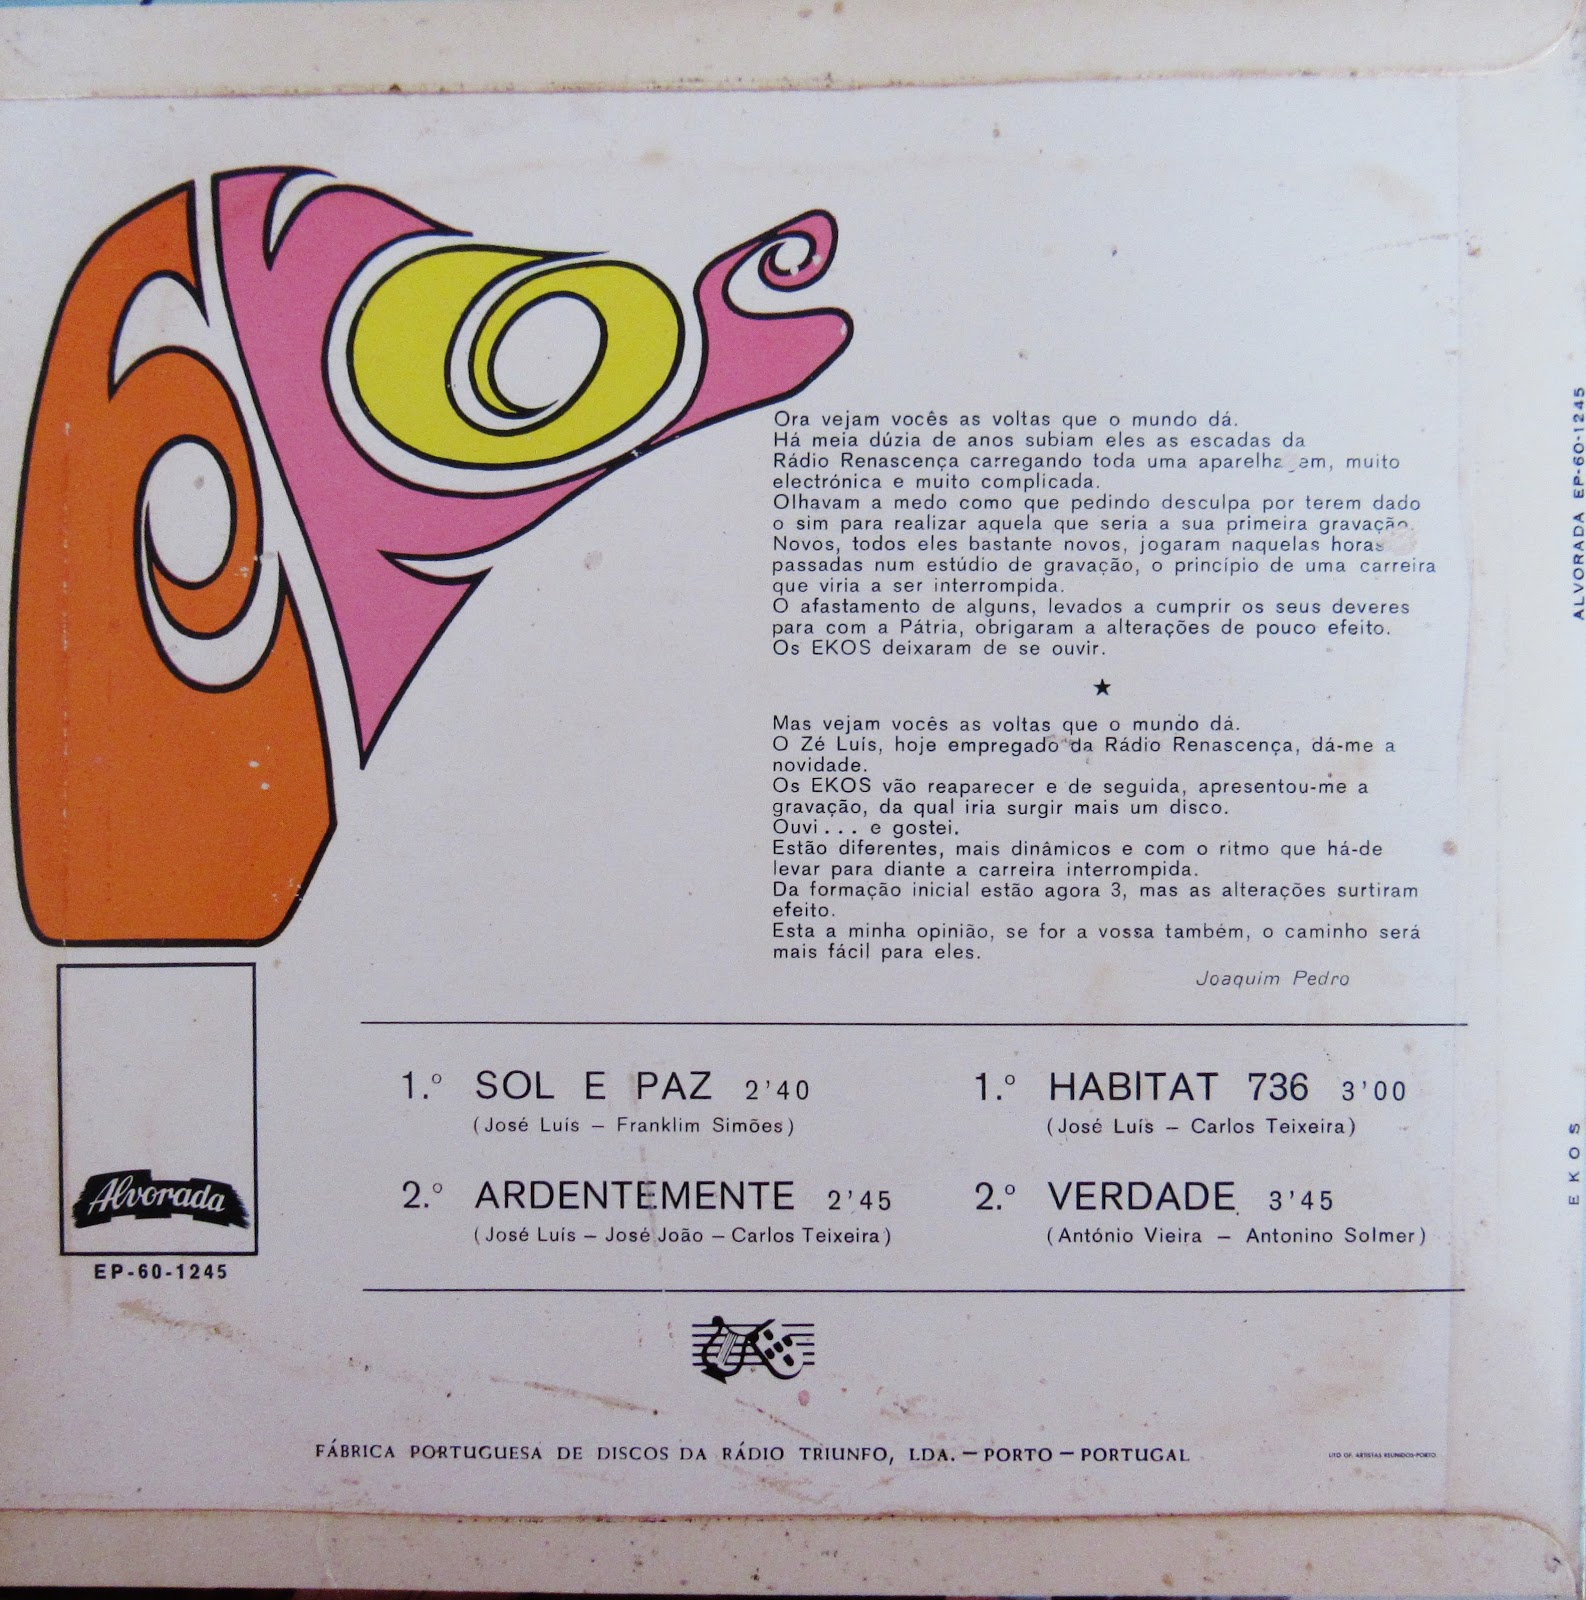 EKOS
Ora vejam vocês as voltas que o mundo dá.
Há meia dúzia de anos subiam eles as escadas da
Rádio Renascença carregando toda uma aparelhagem, muito
electrónica e muito complicada.
Olhavam a medo como que pedindo desculpa por terem dado
o sim para realizar aquela que seria a sua primeira gravação.
Novos, todos eles bastante novos, jogaram naquelas horas
passadas num estúdio de gravação, o princípio de uma carreira
que viria a ser interrompida.
O afastamento de alguns, levados a cumprir os seus deveres
para com a Pátria, obrigaram a alterações de pouco efeito.
Os EKOS deixaram de se ouvir.
★
Mas vejam vocês as voltas que o mundo dá.
O Zé Luís, hoje empregado da Rádio Renascença, dá-me a
novidade.
Os EKOS vão reaparecer e de seguida, apresentou-me a
gravação, da qual iria surgir mais um disco.
Ouvi... e gostei.
Estão diferentes, mais dinâmicos e com o ritmo que há-de
levar para diante a carreira interrompida.
Da formação inicial estão agora 3, mas as alterações surtiram
efeito.
Esta a minha opinião, se for a vossa também, o caminho será
mais fácil para eles.
Joaquim Pedro
1.º SOL E PAZ 2'40
(José Luís – Franklim Simões)
2.º ARDENTEMENTE 2'45
(José Luís – José João – Carlos Teixeira)
1.º HABITAT 736 3'00
(José Luís – Carlos Teixeira)
2.º VERDADE 3'45
(António Vieira – Antonino Solmer)
Alvorada
EP-60-1245
FÁBRICA PORTUGUESA DE DISCOS DA RÁDIO TRIUNFO, LDA. – PORTO – PORTUGAL
LITO OF. ARTISTAS REUNIDOS-PORTO
ALVORADA EP-60-1245
EKOS